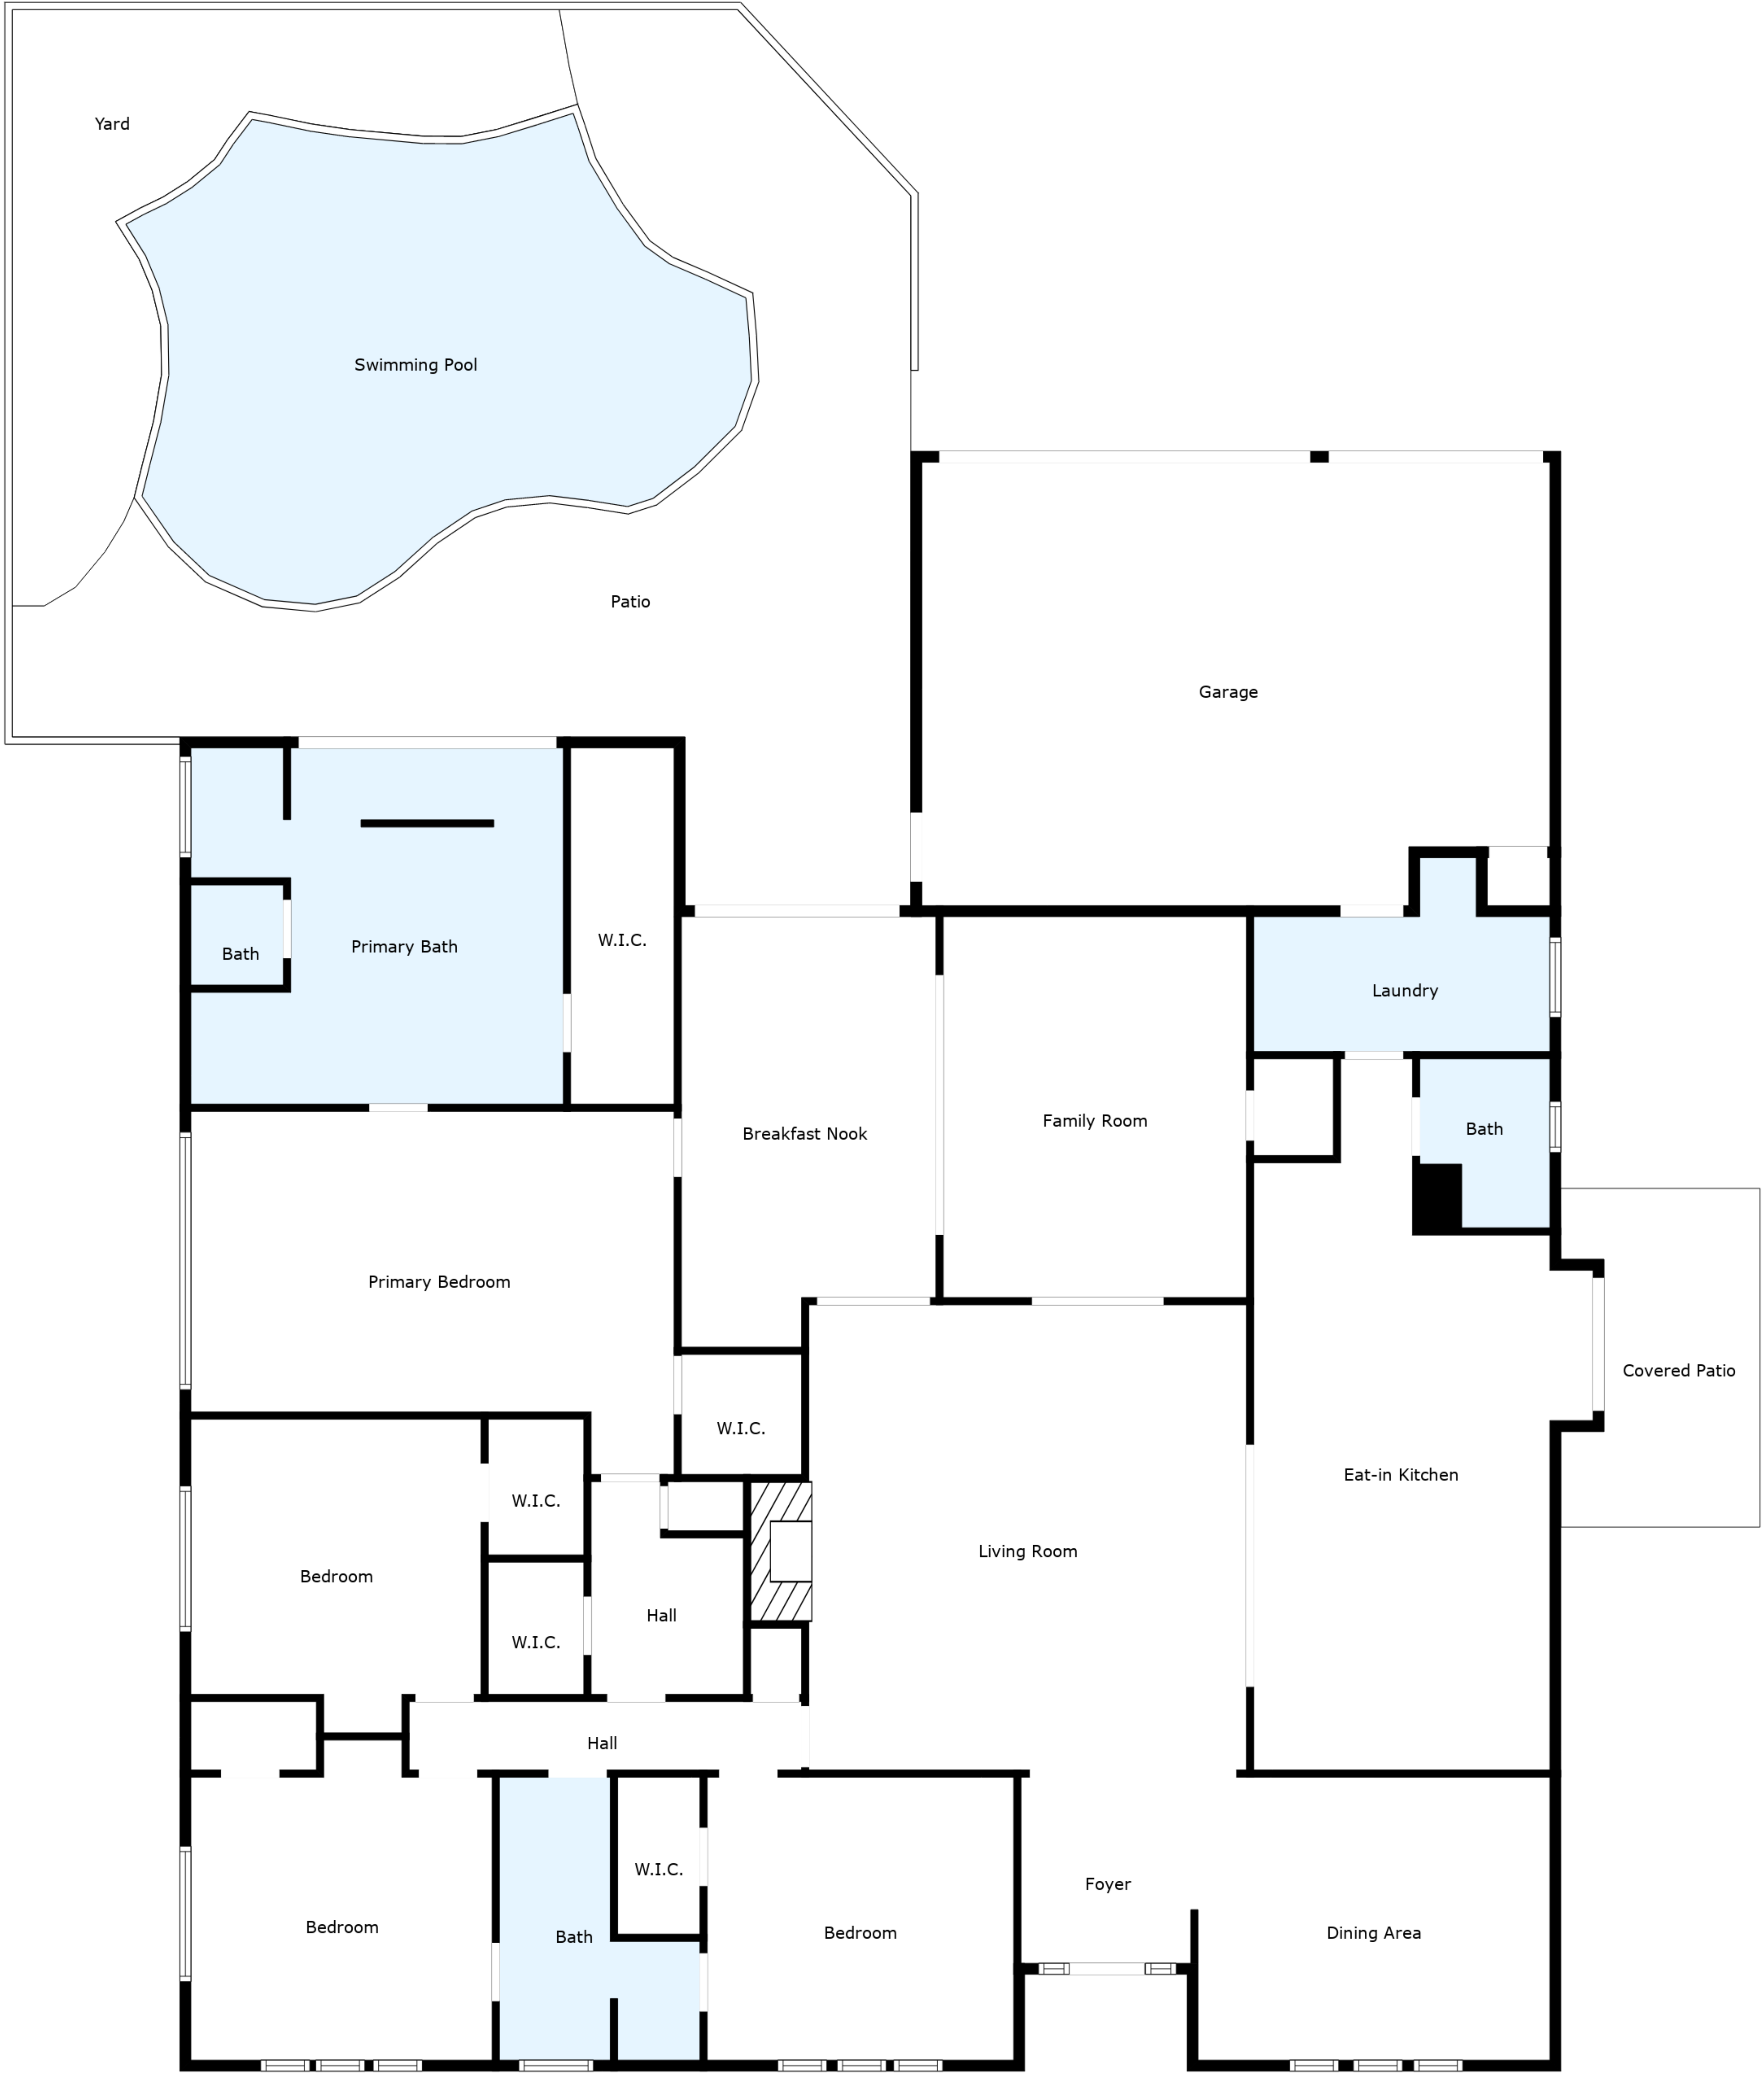 Yard
Swimming Pool
Patio
Garage
W.I.C.
Primary Bath
Bath
Laundry
Family Room
Bath
Breakfast Nook
Primary Bedroom
Covered Patio
W.I.C.
Eat-in Kitchen
W.I.C.
Living Room
Bedroom
Hall
W.I.C.
Hall
W.I.C.
Foyer
Bedroom
Bath
Bedroom
Dining Area